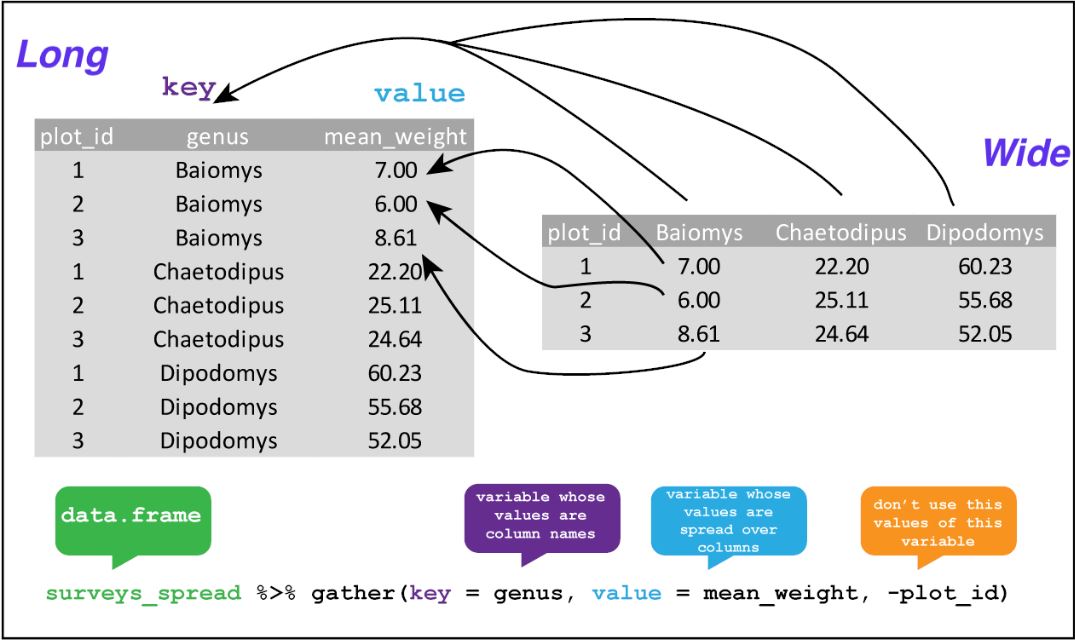 Long
key value
plot_id genus mean_weight
1 Baiomys 7.00
2 Baiomys 6.00
3 Baiomys 8.61
1 Chaetodipus 22.20
2 Chaetodipus 25.11
3 Chaetodipus 24.64
1 Dipodomys 60.23
2 Dipodomys 55.68
3 Dipodomys 52.05
Wide
plot_id Baiomys Chaetodipus Dipodomys
1 7.00 22.20 60.23
2 6.00 25.11 55.68
3 8.61 24.64 52.05
data.frame
variable whose
values are
column names
variable whose
values are
spread over
columns
don't use this
values of this
variable
surveys_spread %>% gather(key = genus, value = mean_weight, -plot_id)